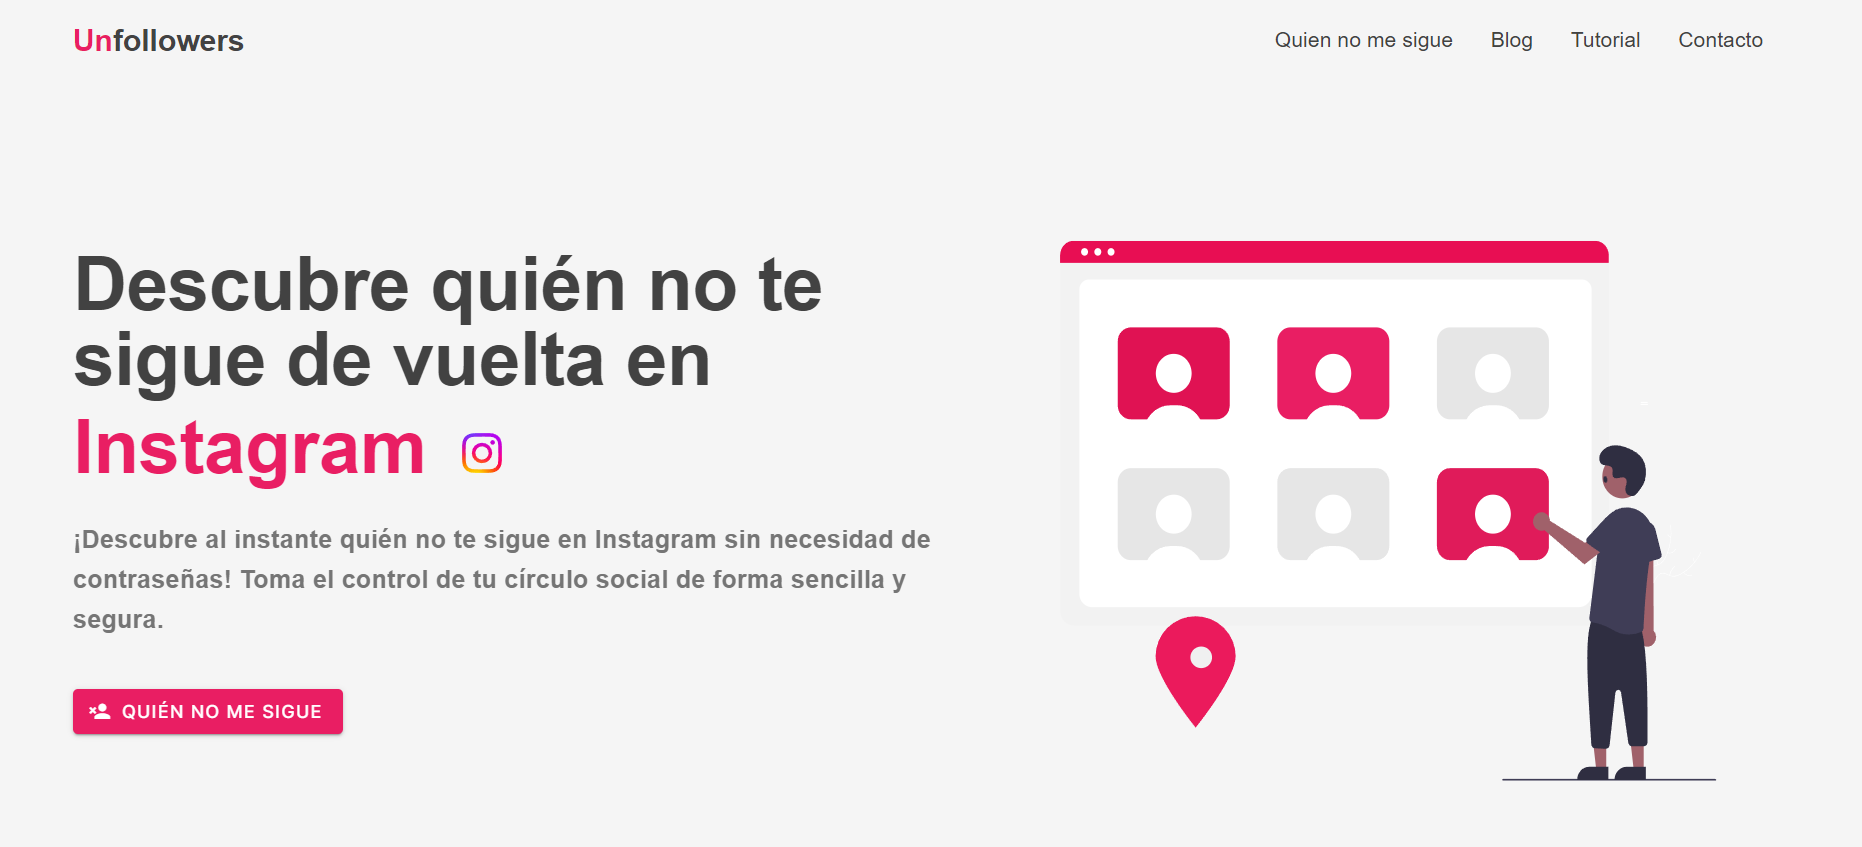 Unfollowers
Quien no me sigue
Blog
Tutorial
Contacto
Descubre quién no te
sigue de vuelta en
Instagram
¡Descubre al instante quién no te sigue en Instagram sin necesidad de
contraseñas! Toma el control de tu círculo social de forma sencilla y
segura.
QUIÉN NO ME SIGUE